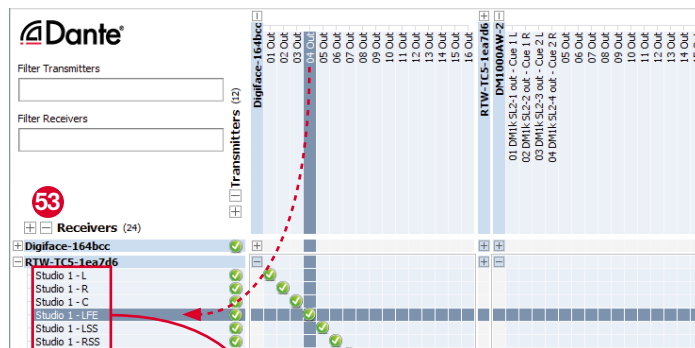 Dante®
Filter Transmitters
Filter Receivers
53
Receivers (24)
Transmitters (12)
Digiface-164bcc
01 Out
02 Out
03 Out
04 Out
05 Out
06 Out
07 Out
08 Out
09 Out
10 Out
11 Out
12 Out
13 Out
14 Out
15 Out
16 Out
RTW-TC5-1ea7d6
DM1000AW-2
01 DM1k SL2-1 out - Cue 1 L
02 DM1k SL2-2 out - Cue 1 R
03 DM1k SL2-3 out - Cue 2 L
04 DM1k SL2-4 out - Cue 2 R
05 Out
06 Out
07 Out
08 Out
09 Out
10 Out
11 Out
12 Out
13 Out
14 Out
Digiface-164bcc
RTW-TC5-1ea7d6
Studio 1 - L
Studio 1 - R
Studio 1 - C
Studio 1 - LFE
Studio 1 - LSS
Studio 1 - RSS